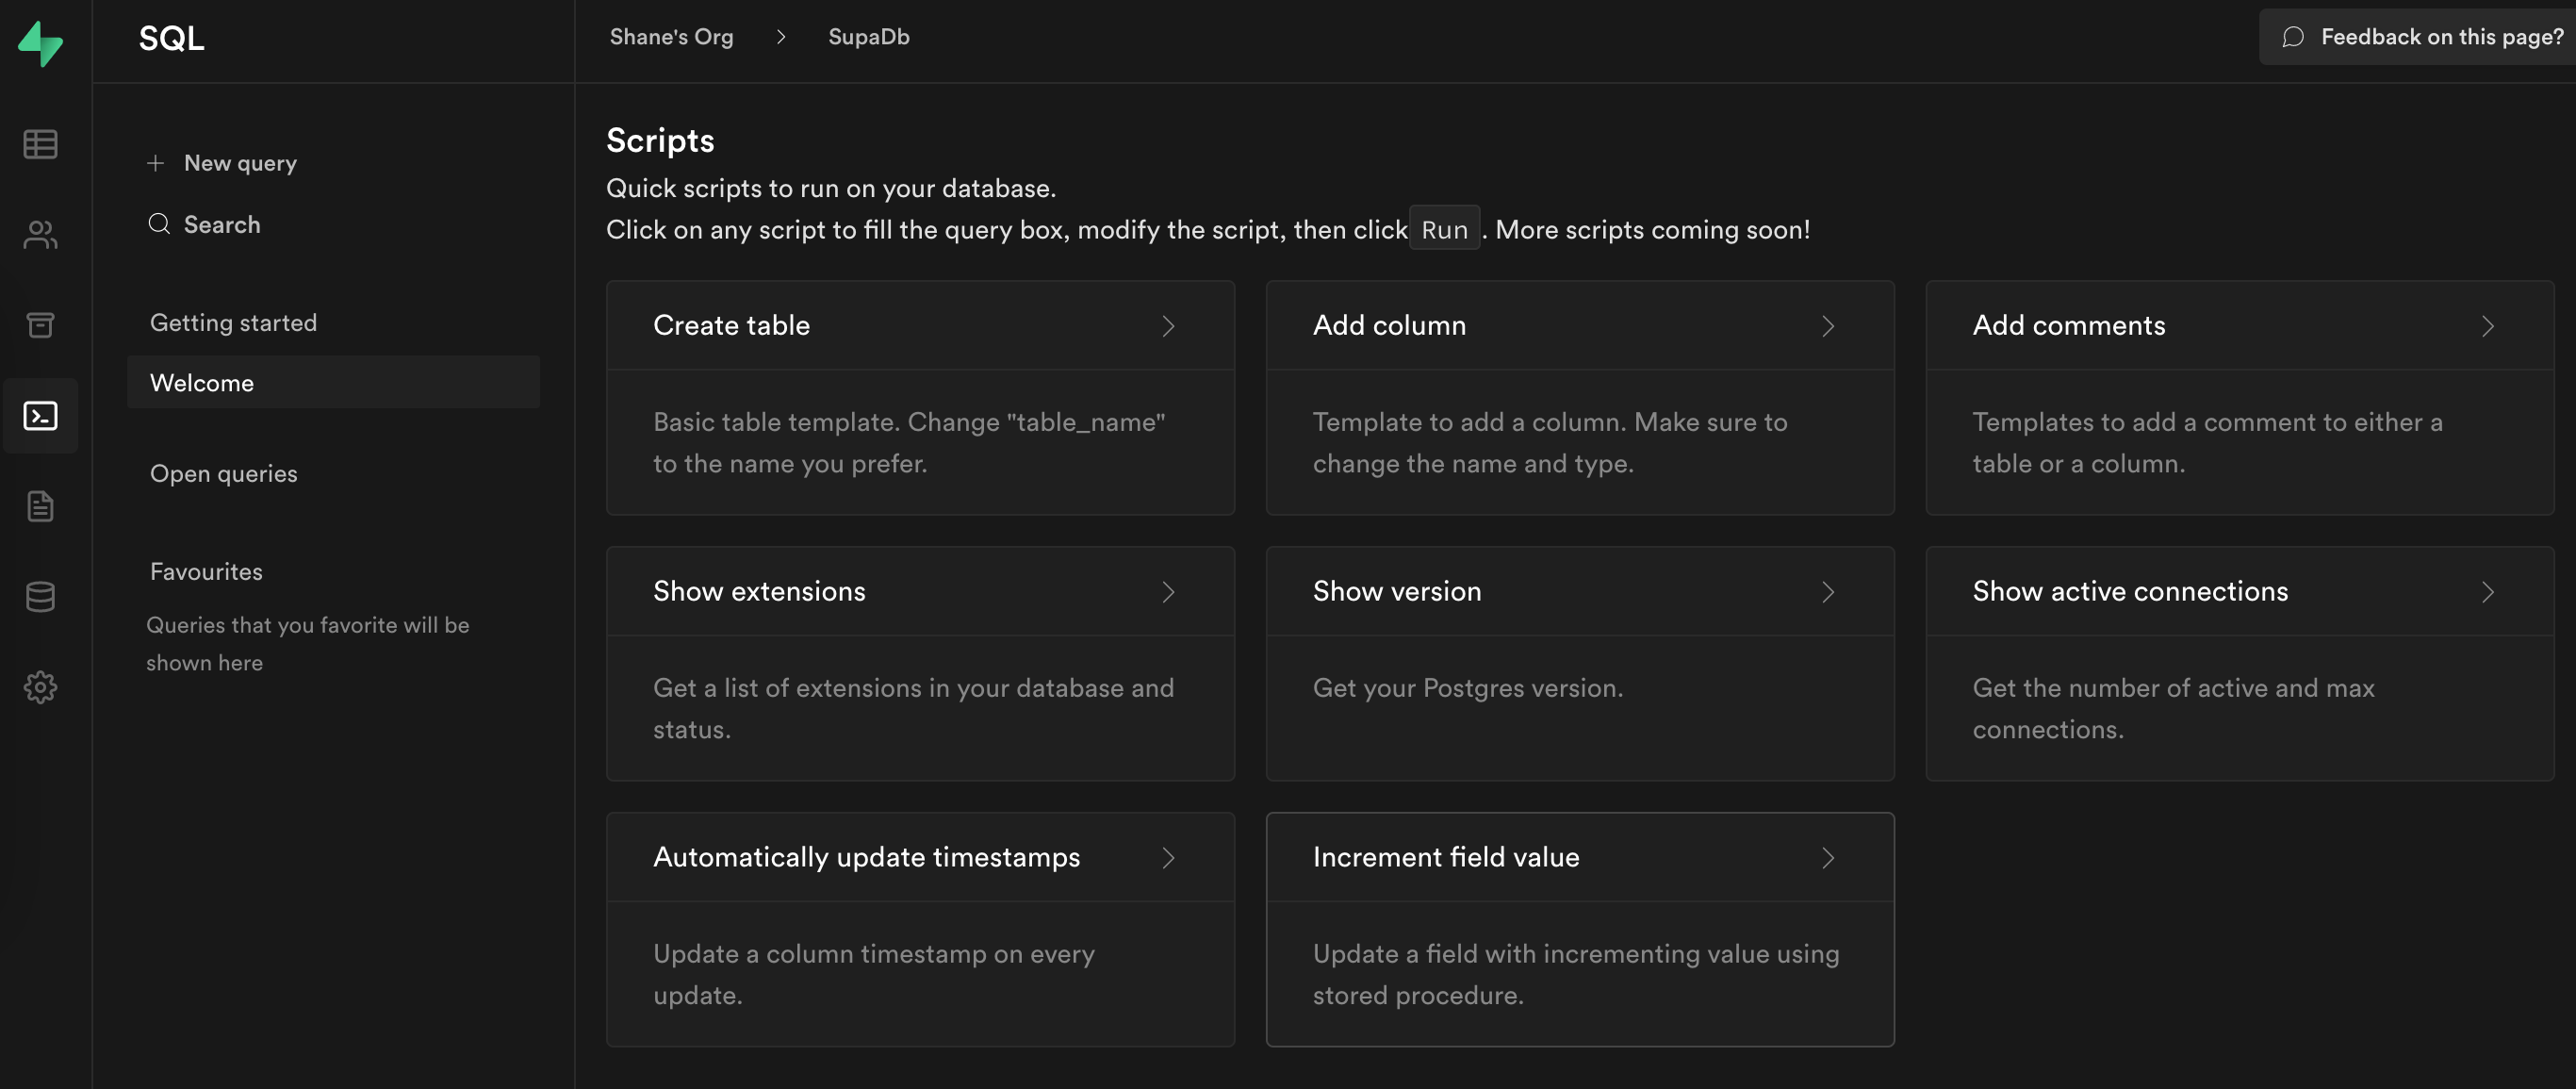 SQL
Shane's Org > SupaDb
Feedback on this page?
New query
Search
Getting started
Welcome
Open queries
Favourites
Queries that you favorite will be
shown here
Scripts
Quick scripts to run on your database.
Click on any script to fill the query box, modify the script, then click Run . More scripts coming soon!
Create table
Basic table template. Change "table_name"
to the name you prefer.
Add column
Template to add a column. Make sure to
change the name and type.
Add comments
Templates to add a comment to either a
table or a column.
Show extensions
Get a list of extensions in your database and
status.
Show version
Get your Postgres version.
Show active connections
Get the number of active and max
connections.
Automatically update timestamps
Update a column timestamp on every
update.
Increment field value
Update a field with incrementing value using
stored procedure.